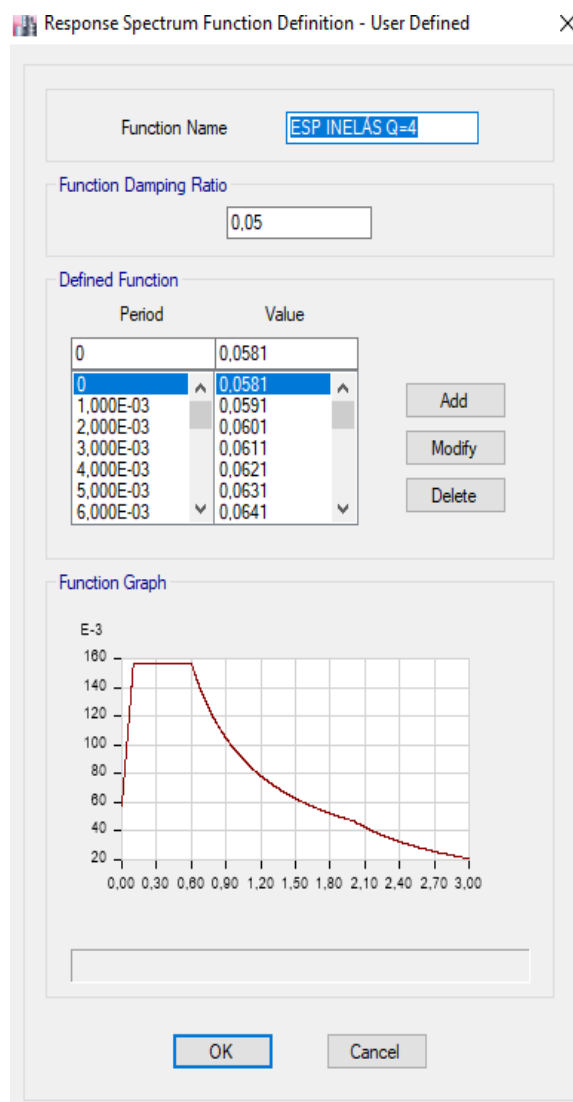 Response Spectrum Function Definition - User Defined
Function Name
ESP INELÁS Q=4
Function Damping Ratio
0,05
Defined Function
Period Value
0 0,0581
0 0,0581
1,000E-03 0,0591
2,000E-03 0,0601
3,000E-03 0,0611
4,000E-03 0,0621
5,000E-03 0,0631
6,000E-03 0,0641
Add
Modify
Delete
Function Graph
E-3
160
140
120
100
80
60
40
20
0,00 0,30 0,60 0,90 1,20 1,50 1,80 2,10 2,40 2,70 3,00
OK Cancel